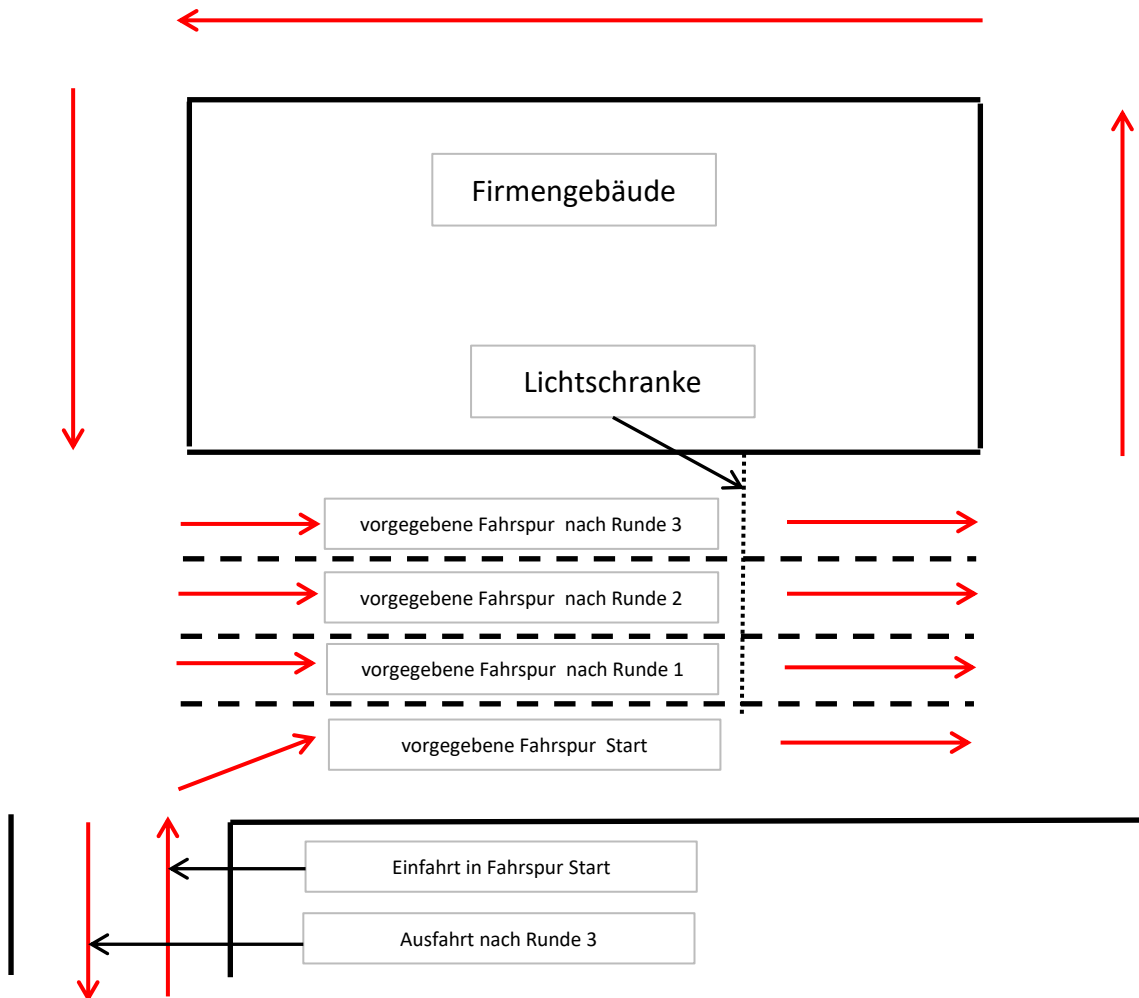 Firmengebäude
Lichtschranke
vorgegebene Fahrspur nach Runde 3
vorgegebene Fahrspur nach Runde 2
vorgegebene Fahrspur nach Runde 1
vorgegebene Fahrspur Start
Einfahrt in Fahrspur Start
Ausfahrt nach Runde 3